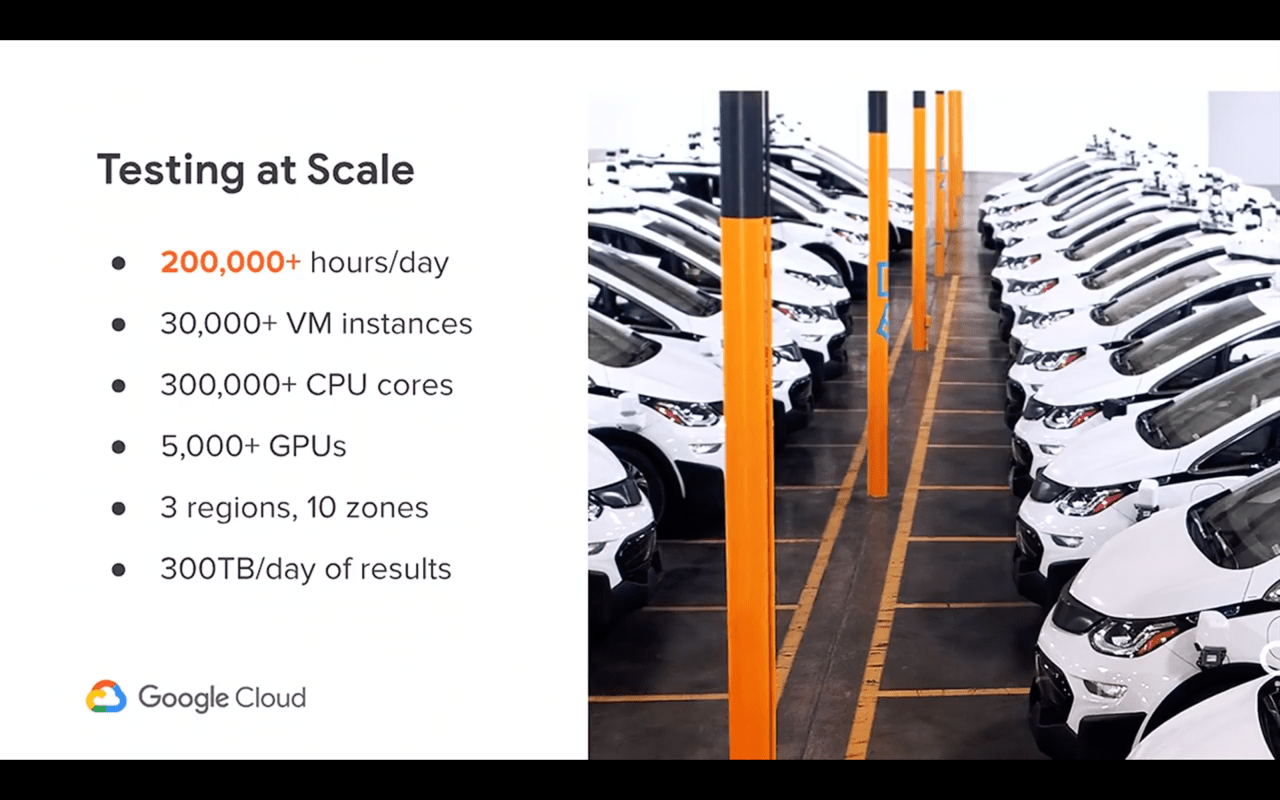 Testing at Scale
200,000+ hours/day
30,000+ VM instances
300,000+ CPU cores
5,000+ GPUs
3 regions, 10 zones
300TB/day of results
Google Cloud